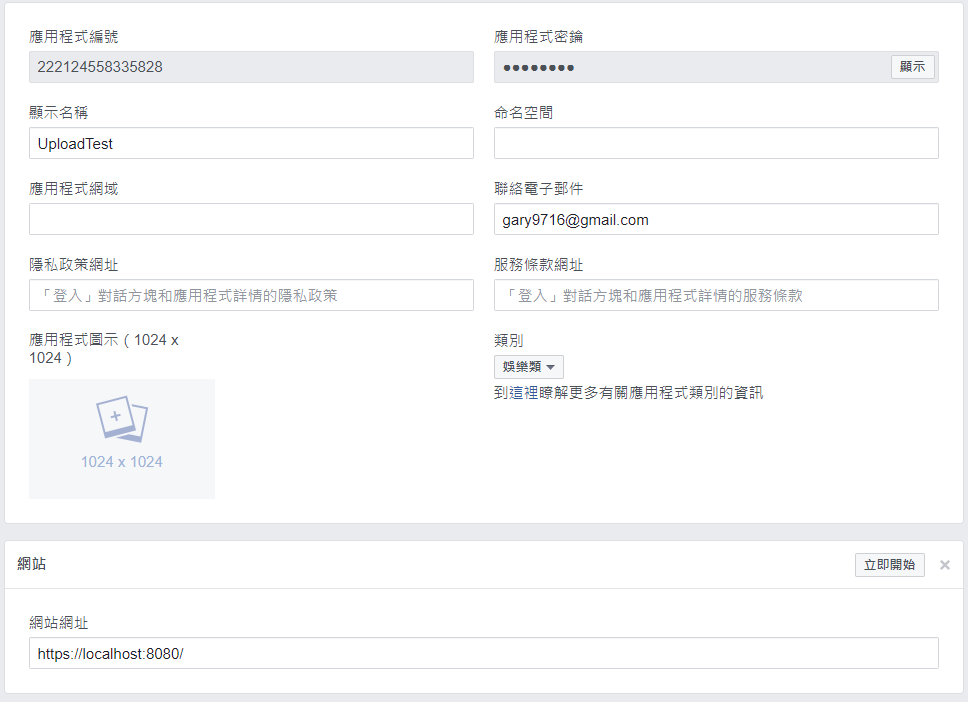 應用程式編號
222124558335828
應用程式密鑰
●●●●●●●●
顯示
顯示名稱
UploadTest
命名空間
應用程式網域
聯絡電子郵件
gary9716@gmail.com
隱私政策網址
「登入」對話方塊和應用程式詳情的隱私政策
服務條款網址
「登入」對話方塊和應用程式詳情的服務條款
應用程式圖示（1024 x
1024）
1024 x 1024
類別
娛樂類
到這裡瞭解更多有關應用程式類別的資訊
網站
立即開始
網站網址
https://localhost:8080/